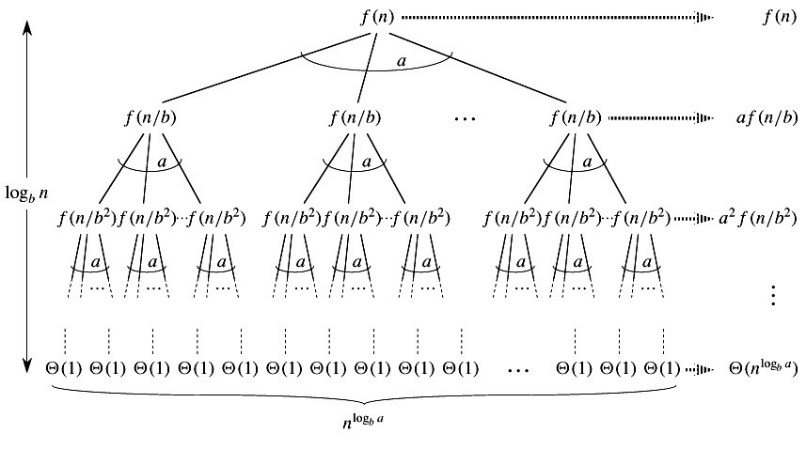 f(n) f(n)
a
f(n/b) f(n/b) ... f(n/b) af(n/b)
a a a
log_b n
f(n/b²) f(n/b²) ... f(n/b²) f(n/b²) f(n/b²) ... f(n/b²) f(n/b²) f(n/b²) ... f(n/b²) a² f(n/b²)
a a a a a a a a a
... ... ... ... ... ... ... ... ...
⋮
Θ(1) Θ(1) Θ(1) Θ(1) Θ(1) Θ(1) Θ(1) Θ(1) Θ(1) Θ(1) ... Θ(1) Θ(1) Θ(1) Θ(n^{log_b a})
n^{log_b a}